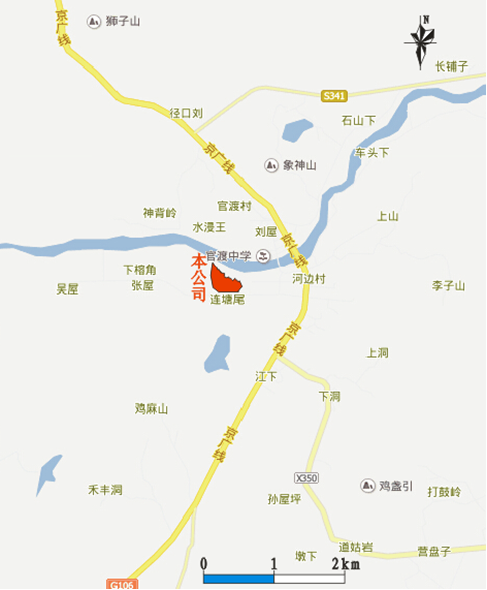 京广线
狮子山
N
长铺子
S341
径口刘
石山下
京广线
车头下
象神山
官渡村
神背岭
上山
水漫王
刘屋
京广线
官渡中学
本公司
下榕角
河边村
张屋
吴屋
李子山
连塘尾
京广线
上洞
江下
下洞
鸡麻山
京广线
X350
鸡盏引
禾丰洞
打鼓岭
孙屋坪
道姑岩
营盘子
墩下
0 1 2km
G106